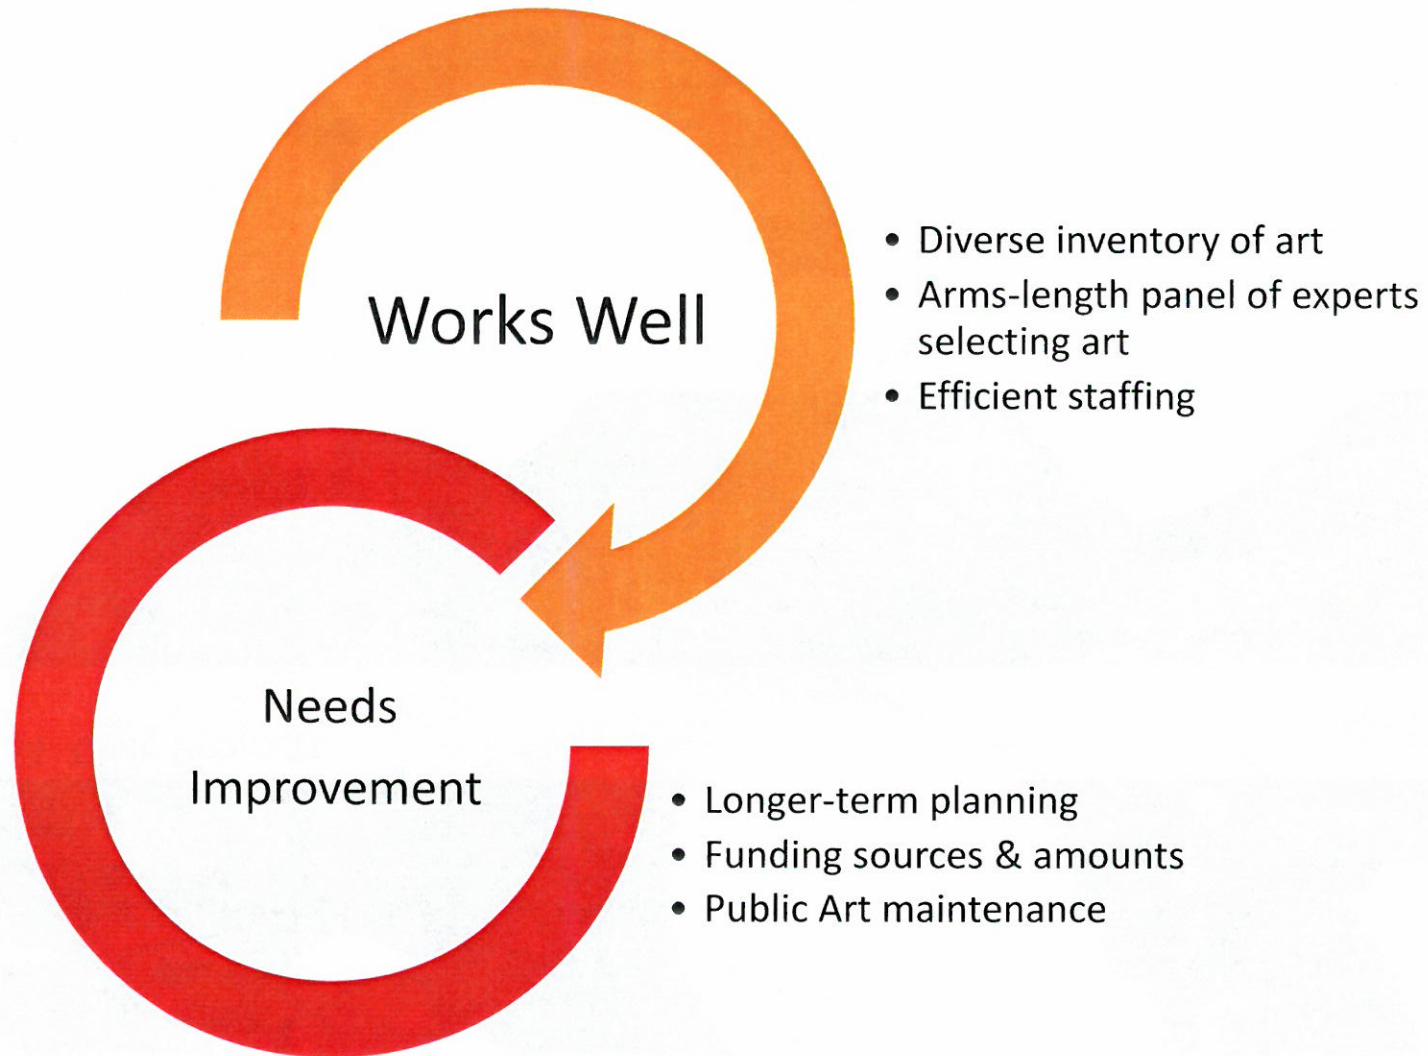 Works Well
• Diverse inventory of art
• Arms-length panel of experts
selecting art
• Efficient staffing
Needs
Improvement
• Longer-term planning
• Funding sources & amounts
• Public Art maintenance